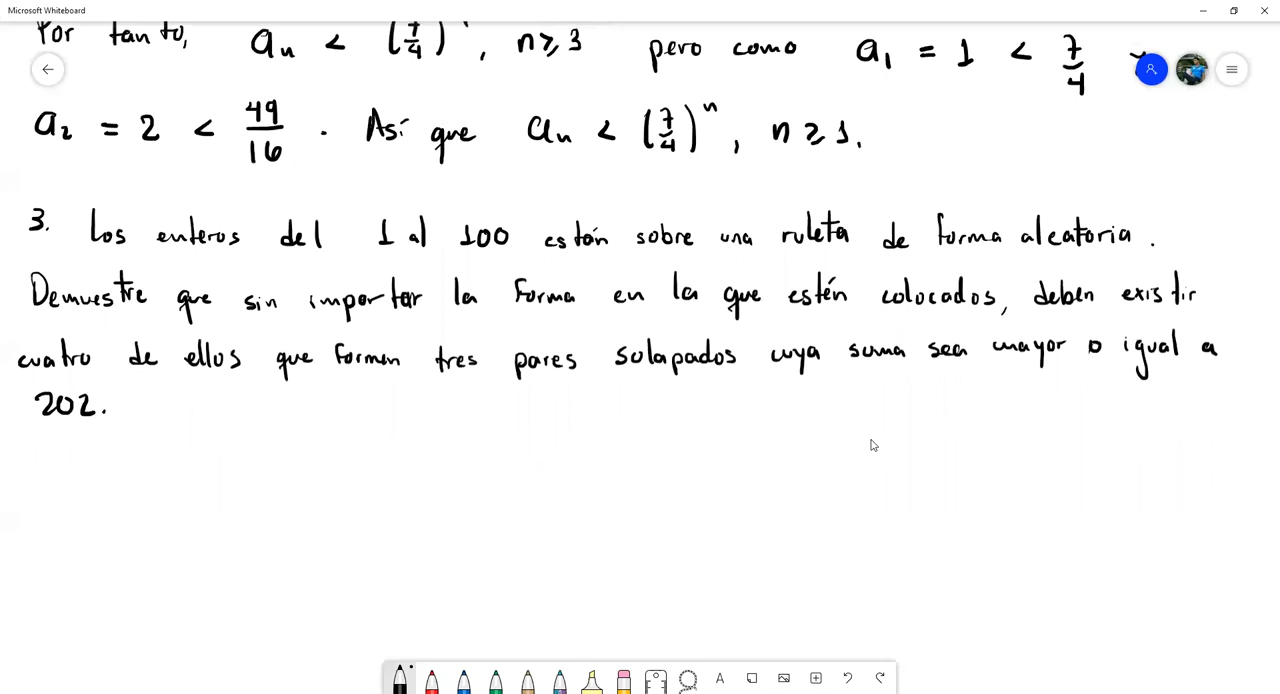 Microsoft Whiteboard
Por tanto, aₙ < (7/4)ⁿ, n ≥ 3 pero como a₁ = 1 < 7/4 y
a₂ = 2 < 49/16. Así que aₙ < (7/4)ⁿ, n ≥ 1.
3. Los enteros del 1 al 100 están sobre una ruleta de forma aleatoria.
Demuestre que sin importar la forma en la que estén colocados, deben existir
cuatro de ellos que formen tres pares solapados cuya suma sea mayor o igual a
202.
A